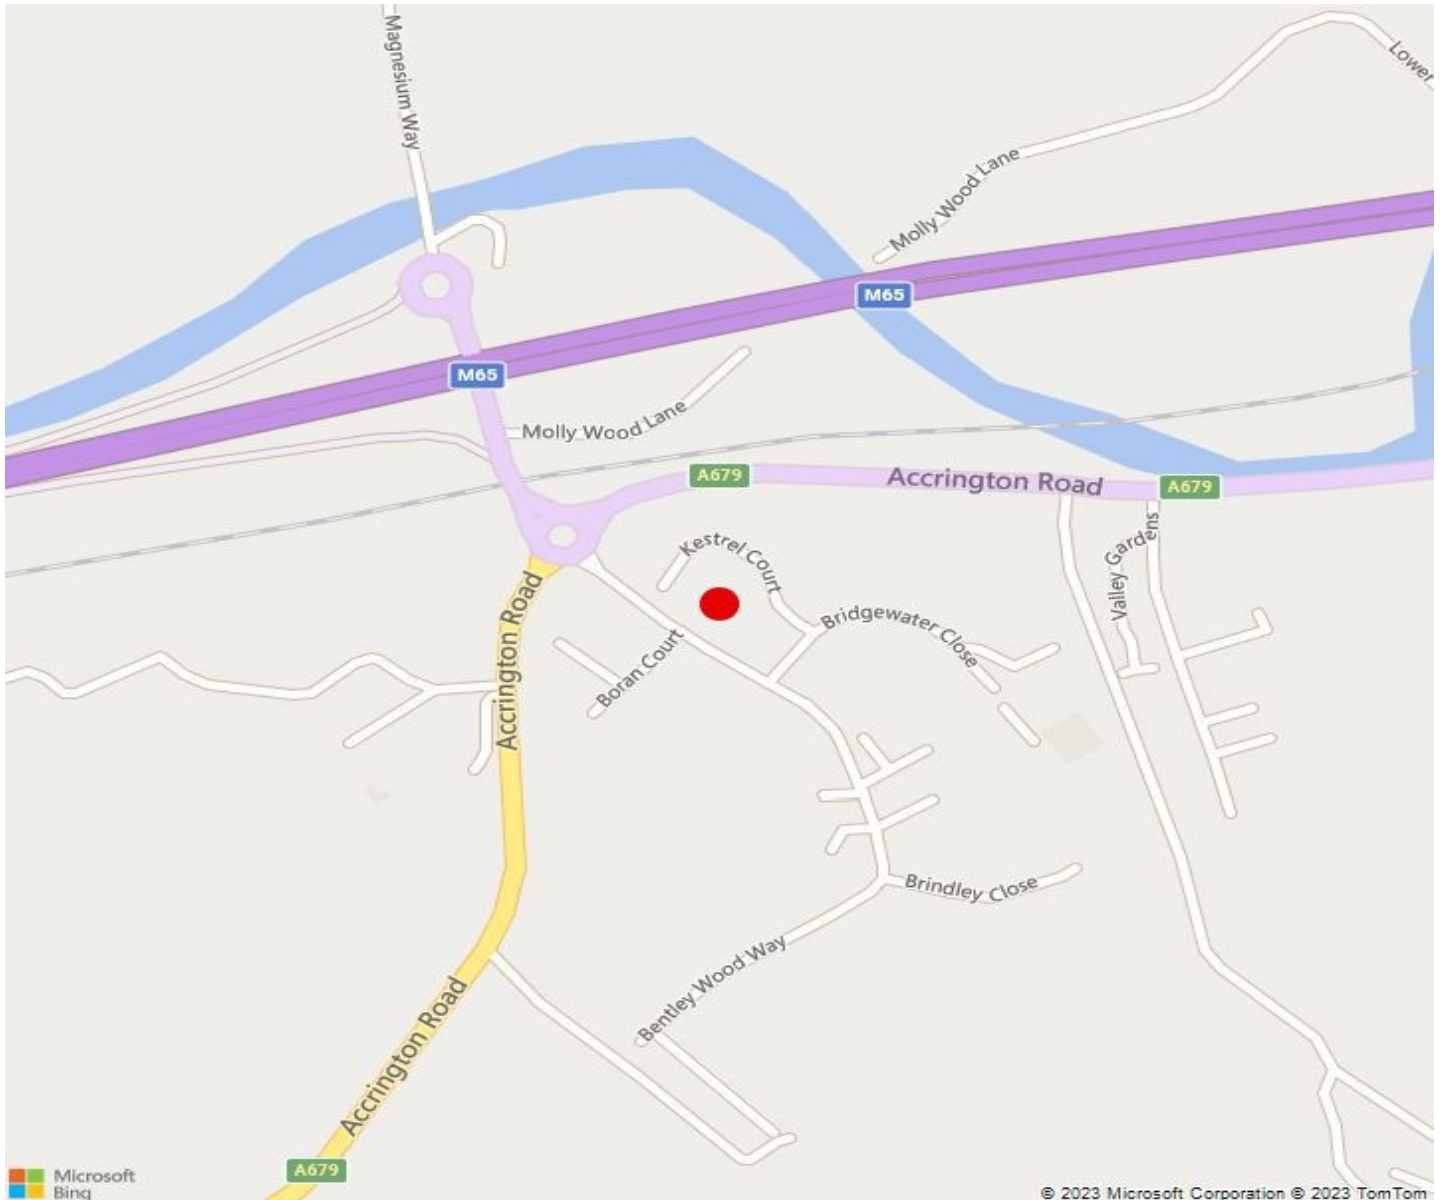 Magnesium Way
Lower
Molly Wood Lane
M65
M65
Molly Wood Lane
A679
Accrington Road
A679
Kestrel Court
Valley Gardens
Accrington Road
Bridgewater Close
Boran Court
Brindley Close
Bentley Wood Way
Accrington Road
A679
Microsoft
Bing
© 2023 Microsoft Corporation © 2023 TomTom